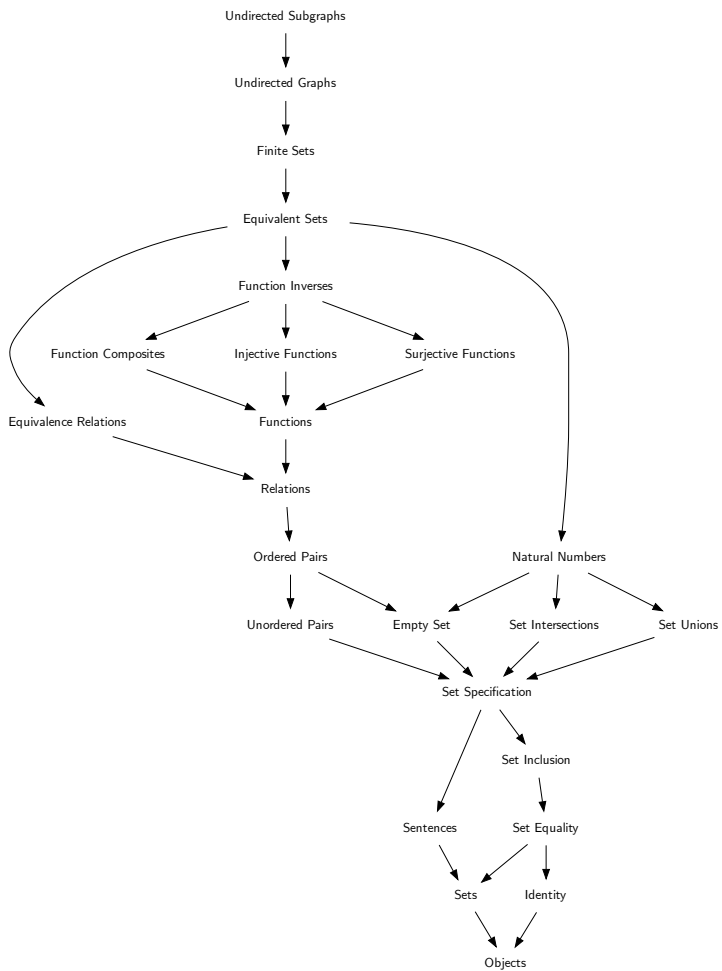 Undirected Subgraphs
Undirected Graphs
Finite Sets
Equivalent Sets
Function Inverses
Function Composites
Injective Functions
Surjective Functions
Equivalence Relations
Functions
Relations
Ordered Pairs
Natural Numbers
Unordered Pairs
Empty Set
Set Intersections
Set Unions
Set Specification
Set Inclusion
Sentences
Set Equality
Sets
Identity
Objects